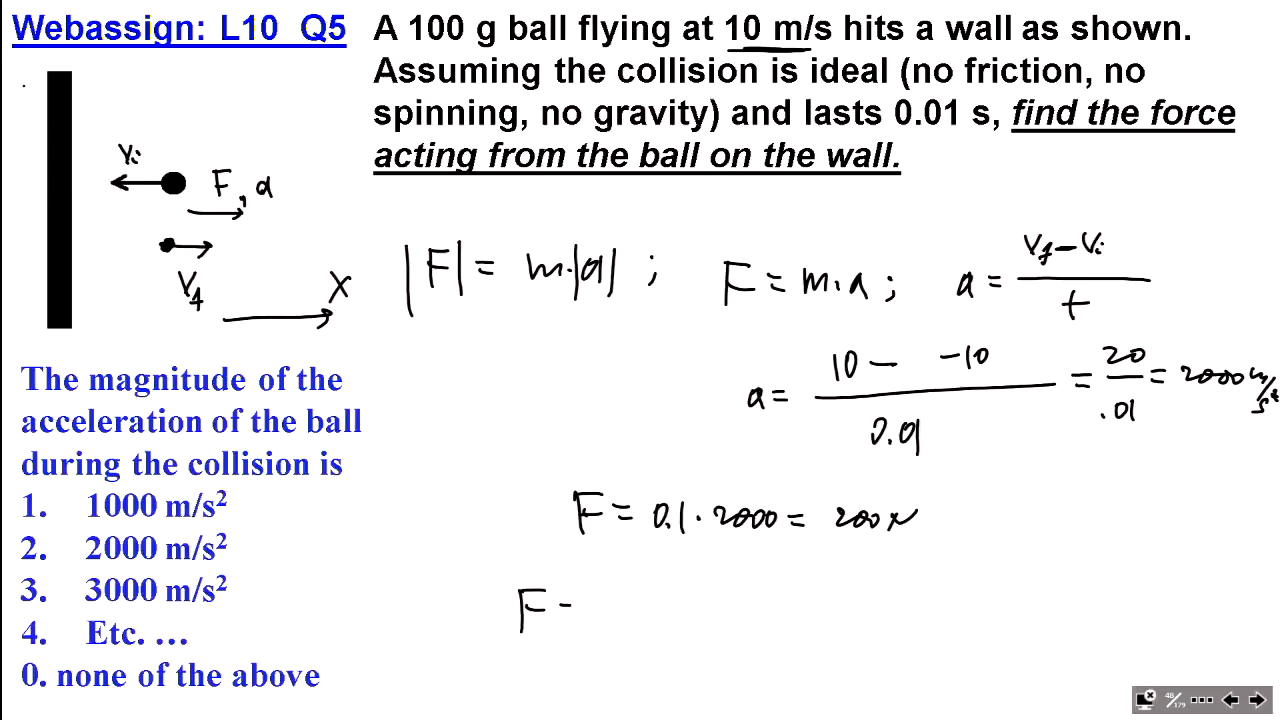 Webassign: L10 Q5
A 100 g ball flying at 10 m/s hits a wall as shown.
Assuming the collision is ideal (no friction, no
spinning, no gravity) and lasts 0.01 s, find the force
acting from the ball on the wall.
Vi
F, a
Vf
X
|F| = m·|a| ; F = m·a ; a = Vf - Vi / t
a = 10 - -10 / 0.01 = 20 / .01 = 2000 m/s²
F = 0.1 · 2000 = 200 N
F -
The magnitude of the
acceleration of the ball
during the collision is
1. 1000 m/s²
2. 2000 m/s²
3. 3000 m/s²
4. Etc. …
0. none of the above
48/179